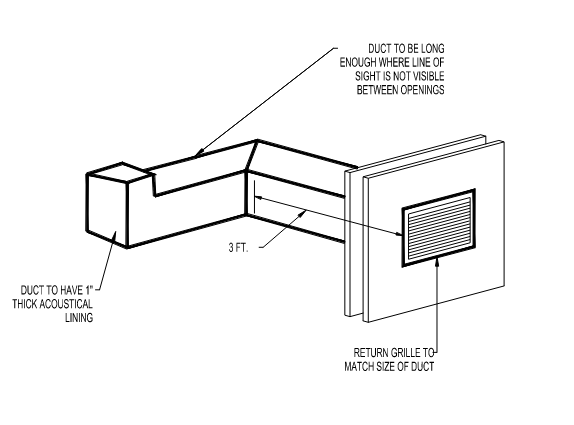 DUCT TO BE LONG
ENOUGH WHERE LINE OF
SIGHT IS NOT VISIBLE
BETWEEN OPENINGS
3 FT.
DUCT TO HAVE 1"
THICK ACOUSTICAL
LINING
RETURN GRILLE TO
MATCH SIZE OF DUCT